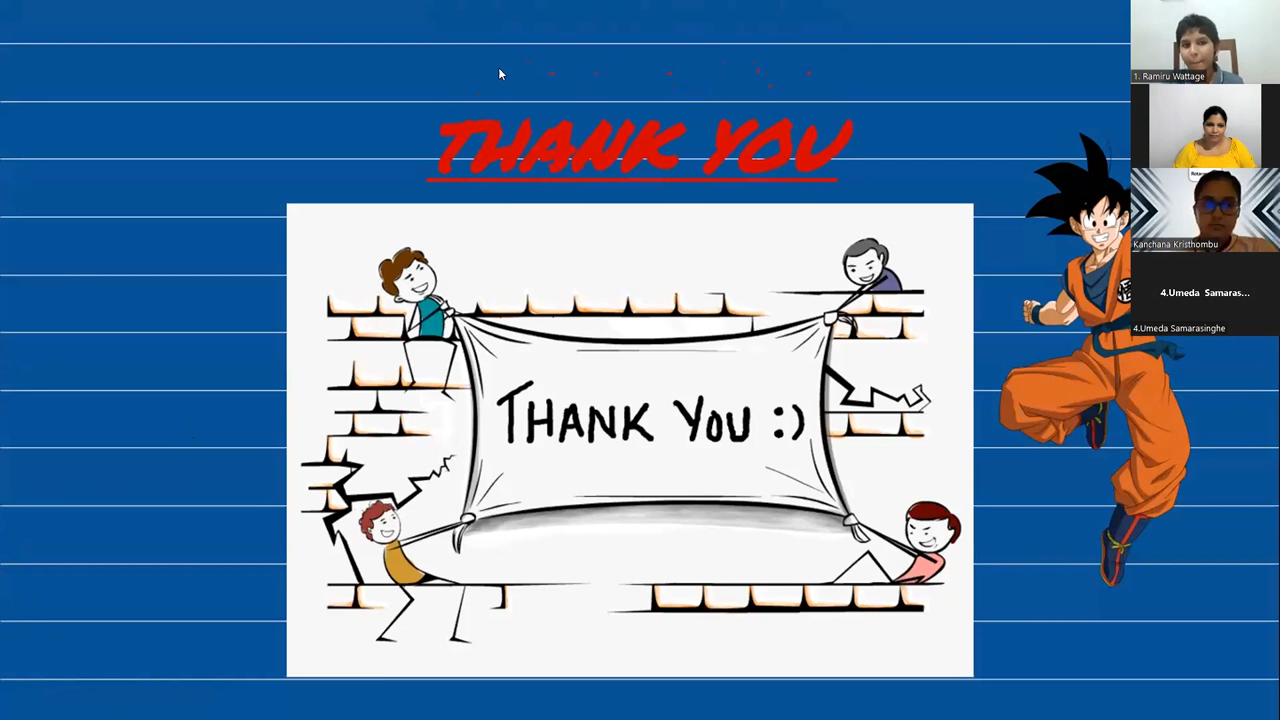 THANK YOU
THANK YOU :)
1. Ramiru Wattage
Kanchana Kristhombu
4.Umeda Samaras...
4.Umeda Samarasinghe